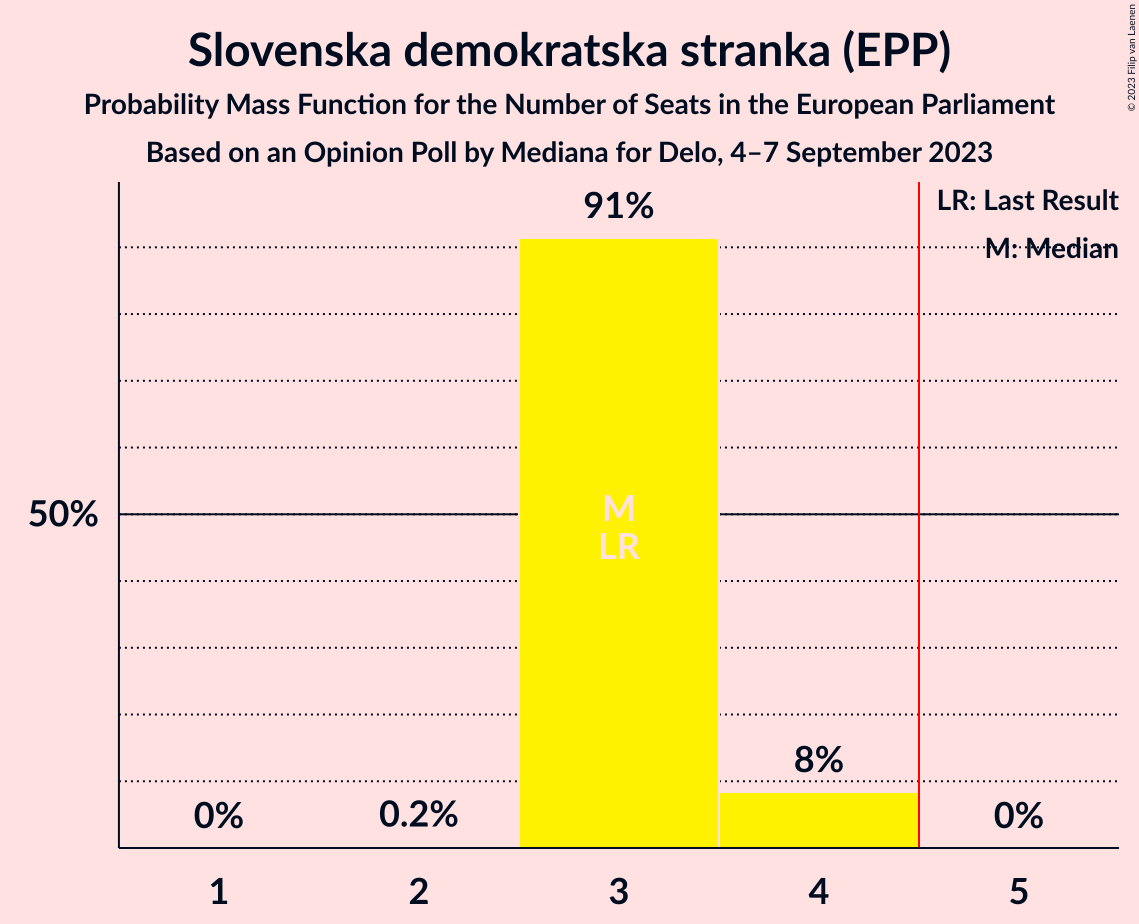 Slovenska demokratska stranka (EPP)
Probability Mass Function for the Number of Seats in the European Parliament
Based on an Opinion Poll by Mediana for Delo, 4–7 September 2023
© 2023 Filip van Laenen
LR: Last Result
M: Median
91%
50%
M
LR
8%
0%
0.2%
0%
1
2
3
4
5